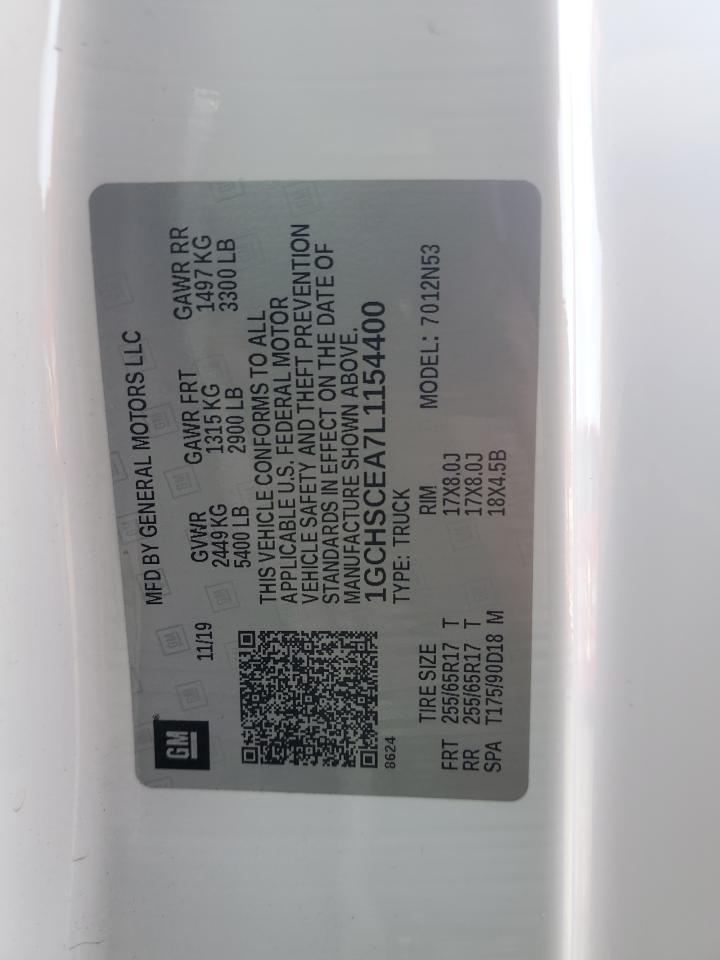 GM
MFD BY GENERAL MOTORS LLC
11/19
GVWR GAWR FRT GAWR RR
2449 KG 1315 KG 1497 KG
5400 LB 2900 LB 3300 LB
THIS VEHICLE CONFORMS TO ALL
APPLICABLE U.S. FEDERAL MOTOR
VEHICLE SAFETY AND THEFT PREVENTION
STANDARDS IN EFFECT ON THE DATE OF
MANUFACTURE SHOWN ABOVE.
1GCHSCEA7L1154400
8624
TYPE: TRUCK
TIRE SIZE RIM MODEL: 7012N53
FRT 255/65R17 T 17X8.0J
RR 255/65R17 T 17X8.0J
SPA T175/90D18 M 18X4.5B